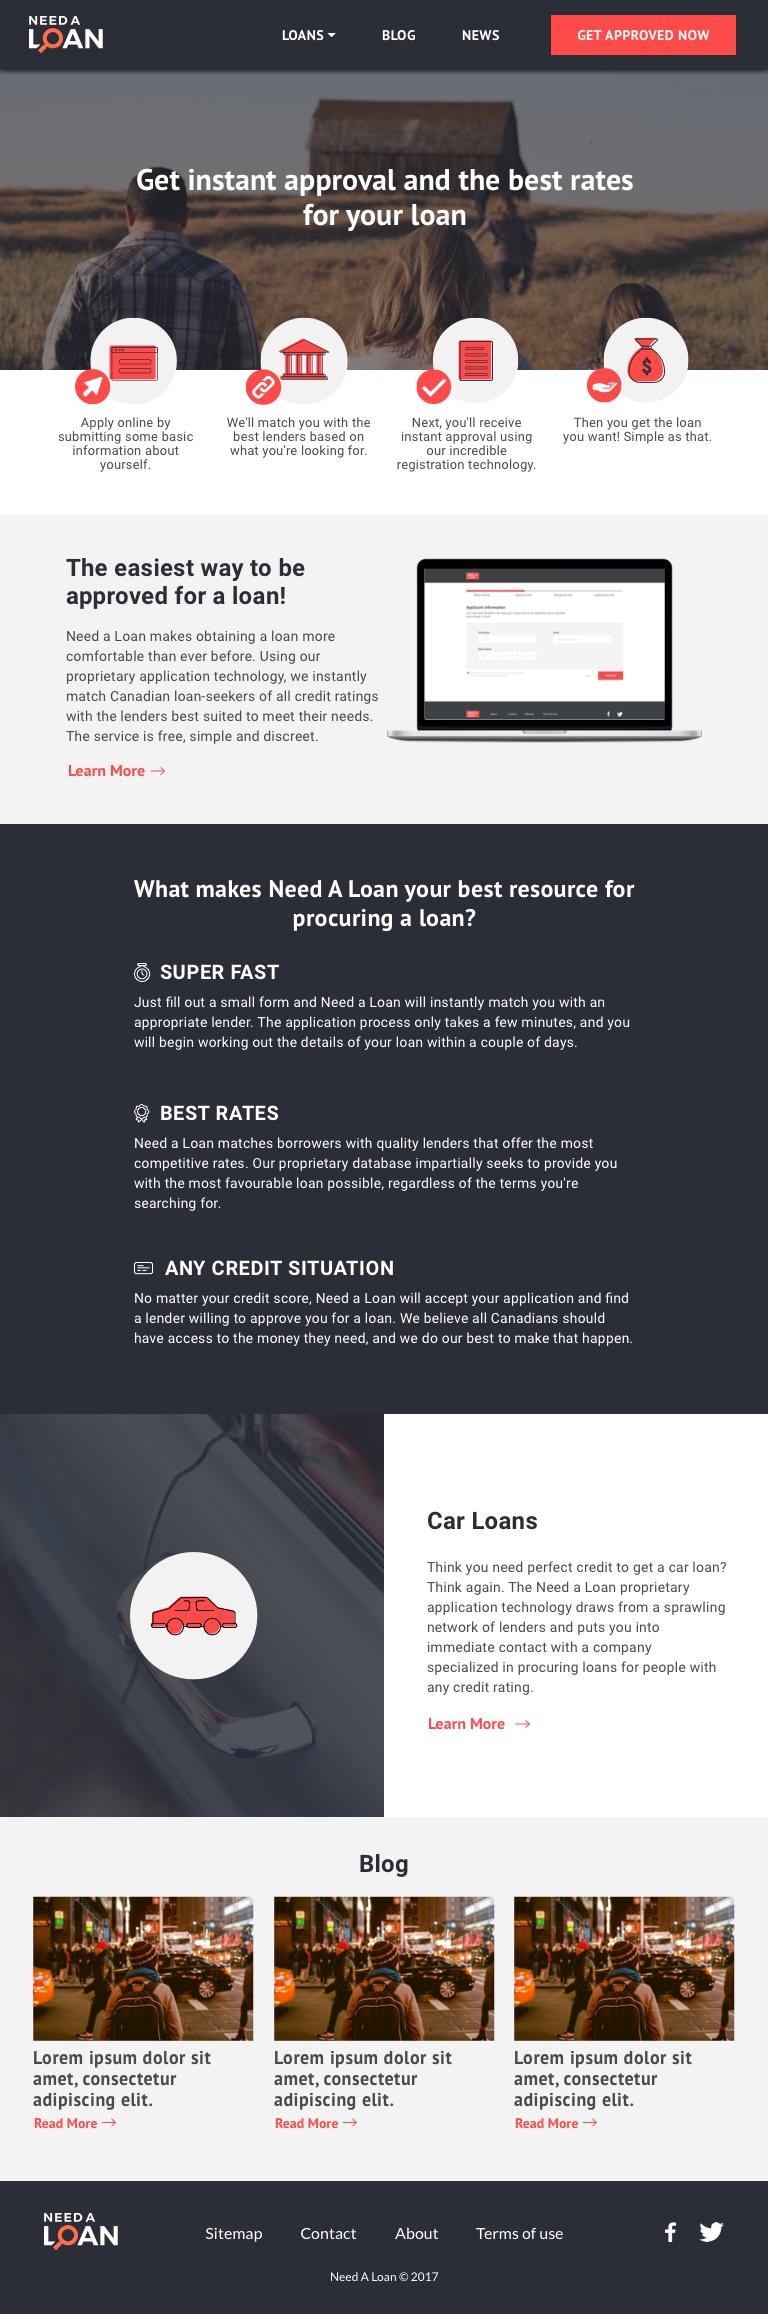 NEED A
LOAN
LOANS
BLOG
NEWS
GET APPROVED NOW
Get instant approval and the best rates
for your loan
Apply online by
submitting some basic
information about
yourself.
We'll match you with the
best lenders based on
what you're looking for.
Next, you'll receive
instant approval using
our incredible
registration technology.
Then you get the loan
you want! Simple as that.
The easiest way to be
approved for a loan!
Need a Loan makes obtaining a loan more
comfortable than ever before. Using our
proprietary application technology, we instantly
match Canadian loan-seekers of all credit ratings
with the lenders best suited to meet their needs.
The service is free, simple and discreet.
Learn More
Applicant Information
What makes Need A Loan your best resource for
procuring a loan?
SUPER FAST
Just fill out a small form and Need a Loan will instantly match you with an
appropriate lender. The application process only takes a few minutes, and you
will begin working out the details of your loan within a couple of days.
BEST RATES
Need a Loan matches borrowers with quality lenders that offer the most
competitive rates. Our proprietary database impartially seeks to provide you
with the most favourable loan possible, regardless of the terms you're
searching for.
ANY CREDIT SITUATION
No matter your credit score, Need a Loan will accept your application and find
a lender willing to approve you for a loan. We believe all Canadians should
have access to the money they need, and we do our best to make that happen.
Car Loans
Think you need perfect credit to get a car loan?
Think again. The Need a Loan proprietary
application technology draws from a sprawling
network of lenders and puts you into
immediate contact with a company
specialized in procuring loans for people with
any credit rating.
Learn More
Blog
Lorem ipsum dolor sit
amet, consectetur
adipiscing elit.
Read More
Lorem ipsum dolor sit
amet, consectetur
adipiscing elit.
Read More
Lorem ipsum dolor sit
amet, consectetur
adipiscing elit.
Read More
NEED A
LOAN
Sitemap
Contact
About
Terms of use
Need A Loan © 2017